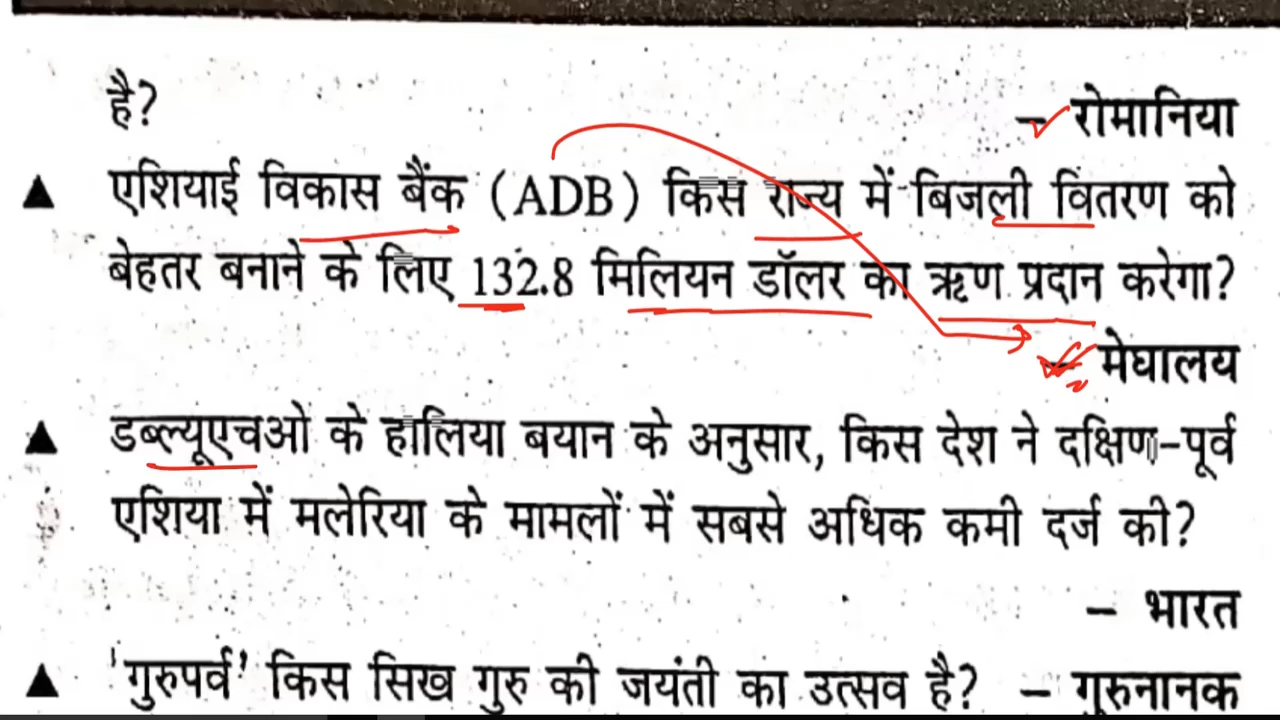 है?
– रोमानिया
▲ एशियाई विकास बैंक (ADB) किस राज्य में बिजली वितरण को
बेहतर बनाने के लिए 132.8 मिलियन डॉलर का ऋण प्रदान करेगा?
– मेघालय
▲ डब्ल्यूएचओ के हालिया बयान के अनुसार, किस देश ने दक्षिण-पूर्व
एशिया में मलेरिया के मामलों में सबसे अधिक कमी दर्ज की?
– भारत
▲ 'गुरुपर्व' किस सिख गुरु की जयंती का उत्सव है? – गुरुनानक